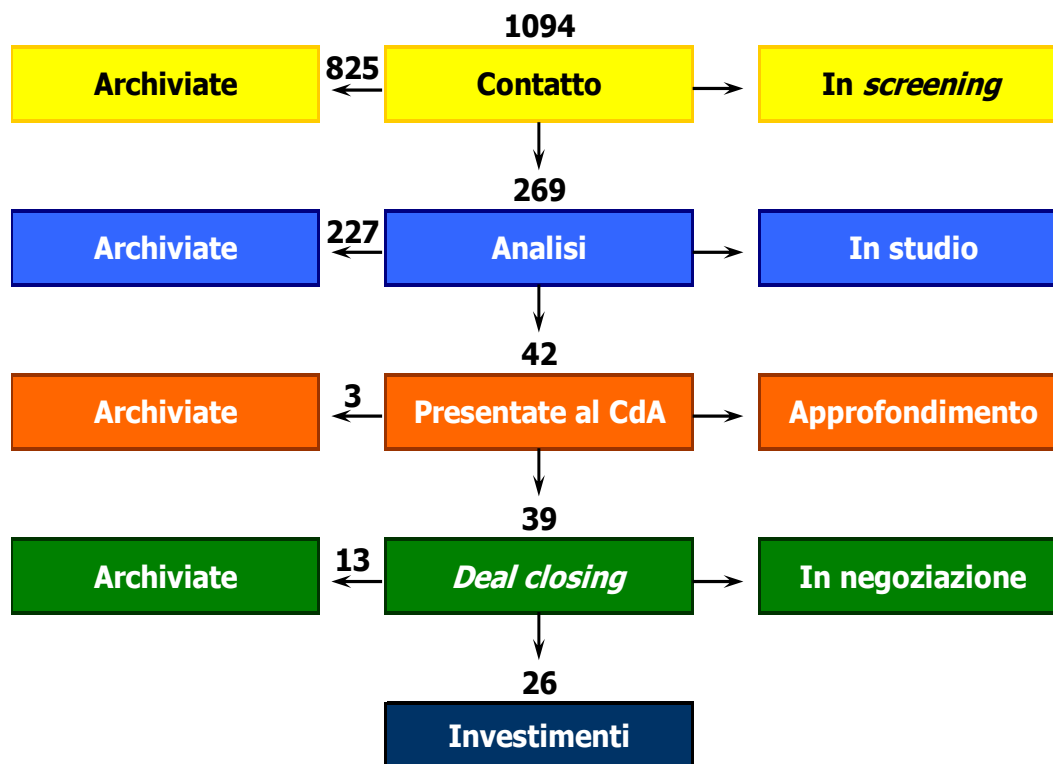 1094
Archiviate
825
Contatto
In screening
269
Archiviate
227
Analisi
In studio
42
Archiviate
3
Presentate al CdA
Approfondimento
39
Archiviate
13
Deal closing
In negoziazione
26
Investimenti